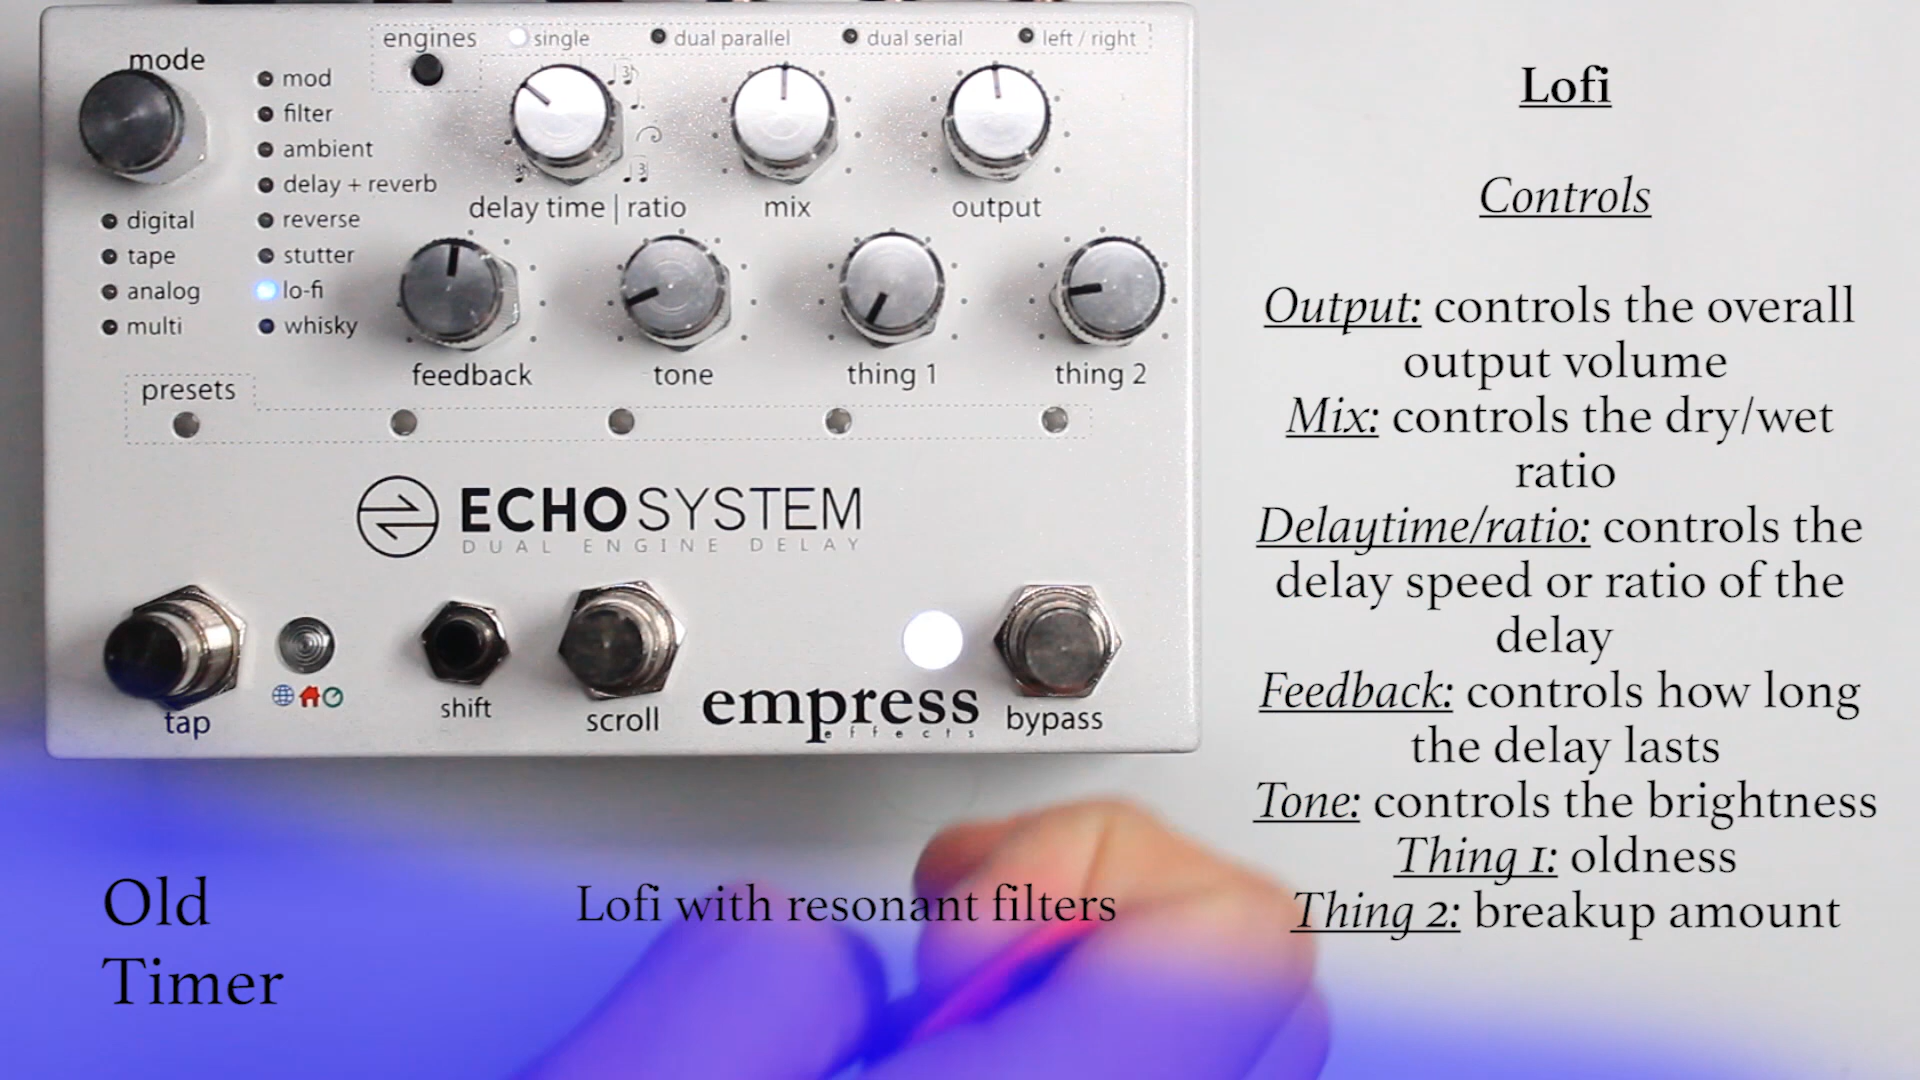 mode
engines
single
dual parallel
dual serial
left / right
mod
filter
ambient
delay + reverb
reverse
stutter
lo-fi
whisky
digital
tape
analog
multi
delay time | ratio
mix
output
feedback
tone
thing 1
thing 2
presets
ECHOSYSTEM
DUAL ENGINE DELAY
tap
shift
scroll
empress
effects
bypass
Lofi
Controls
Output: controls the overall
output volume
Mix: controls the dry/wet
ratio
Delaytime/ratio: controls the
delay speed or ratio of the
delay
Feedback: controls how long
the delay lasts
Tone: controls the brightness
Thing 1: oldness
Thing 2: breakup amount
Old
Timer
Lofi with resonant filters